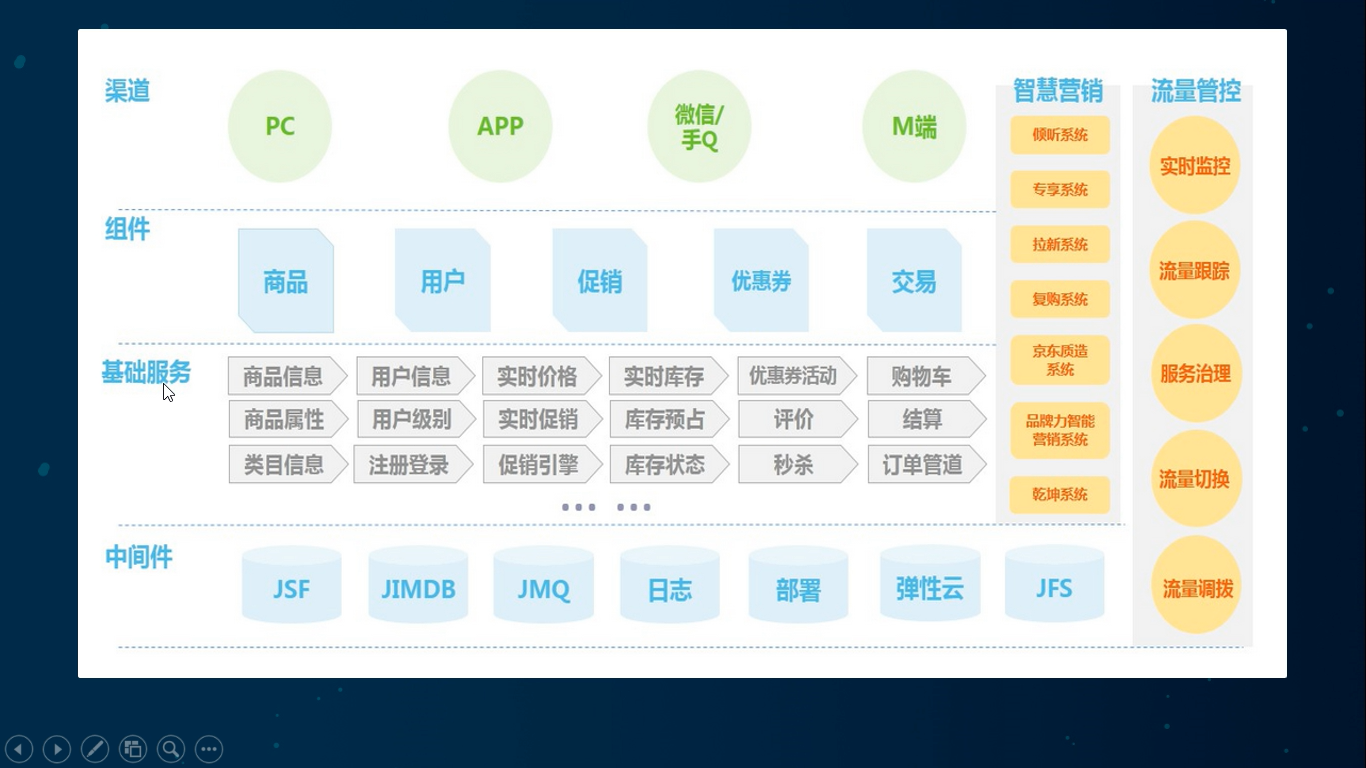 渠道
PC
APP
微信/
手Q
M端
组件
商品
用户
促销
优惠券
交易
基础服务
商品信息
用户信息
实时价格
实时库存
优惠券活动
购物车
商品属性
用户级别
实时促销
库存预占
评价
结算
类目信息
注册登录
促销引擎
库存状态
秒杀
订单管道
... ...
中间件
JSF
JIMDB
JMQ
日志
部署
弹性云
JFS
智慧营销
倾听系统
专享系统
拉新系统
复购系统
京东质造
系统
品牌力智能
营销系统
乾坤系统
流量管控
实时监控
流量跟踪
服务治理
流量切换
流量调拨